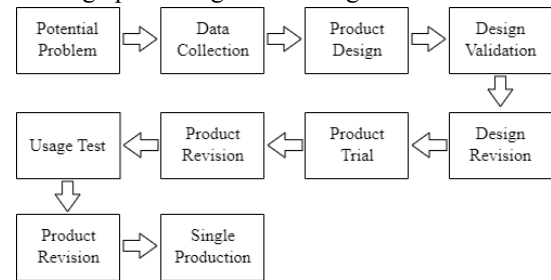 Potential
Problem
Data
Collection
Product
Design
Design
Validation
Usage Test
Product
Revision
Product
Trial
Design
Revision
Product
Revision
Single
Production